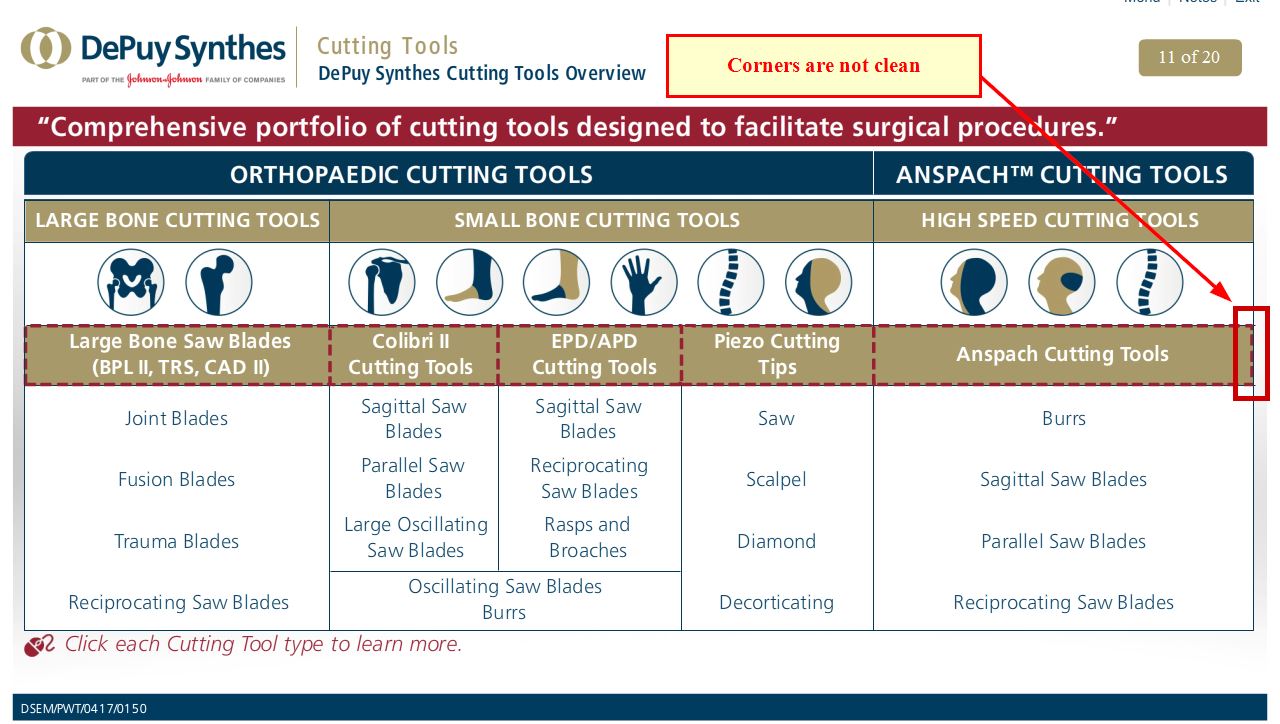 Menu | Notes | Exit
DePuy Synthes
PART OF THE Johnson & Johnson FAMILY OF COMPANIES
Cutting Tools
DePuy Synthes Cutting Tools Overview
Corners are not clean
11 of 20
“Comprehensive portfolio of cutting tools designed to facilitate surgical procedures.”
ORTHOPAEDIC CUTTING TOOLS
ANSPACH™ CUTTING TOOLS
LARGE BONE CUTTING TOOLS
SMALL BONE CUTTING TOOLS
HIGH SPEED CUTTING TOOLS
Large Bone Saw Blades
(BPL II, TRS, CAD II)
Colibri II
Cutting Tools
EPD/APD
Cutting Tools
Piezo Cutting
Tips
Anspach Cutting Tools
Joint Blades
Fusion Blades
Trauma Blades
Reciprocating Saw Blades
Sagittal Saw
Blades
Parallel Saw
Blades
Large Oscillating
Saw Blades
Sagittal Saw
Blades
Reciprocating
Saw Blades
Rasps and
Broaches
Oscillating Saw Blades
Burrs
Saw
Scalpel
Diamond
Decorticating
Burrs
Sagittal Saw Blades
Parallel Saw Blades
Reciprocating Saw Blades
Click each Cutting Tool type to learn more.
DSEM/PWT/0417/0150